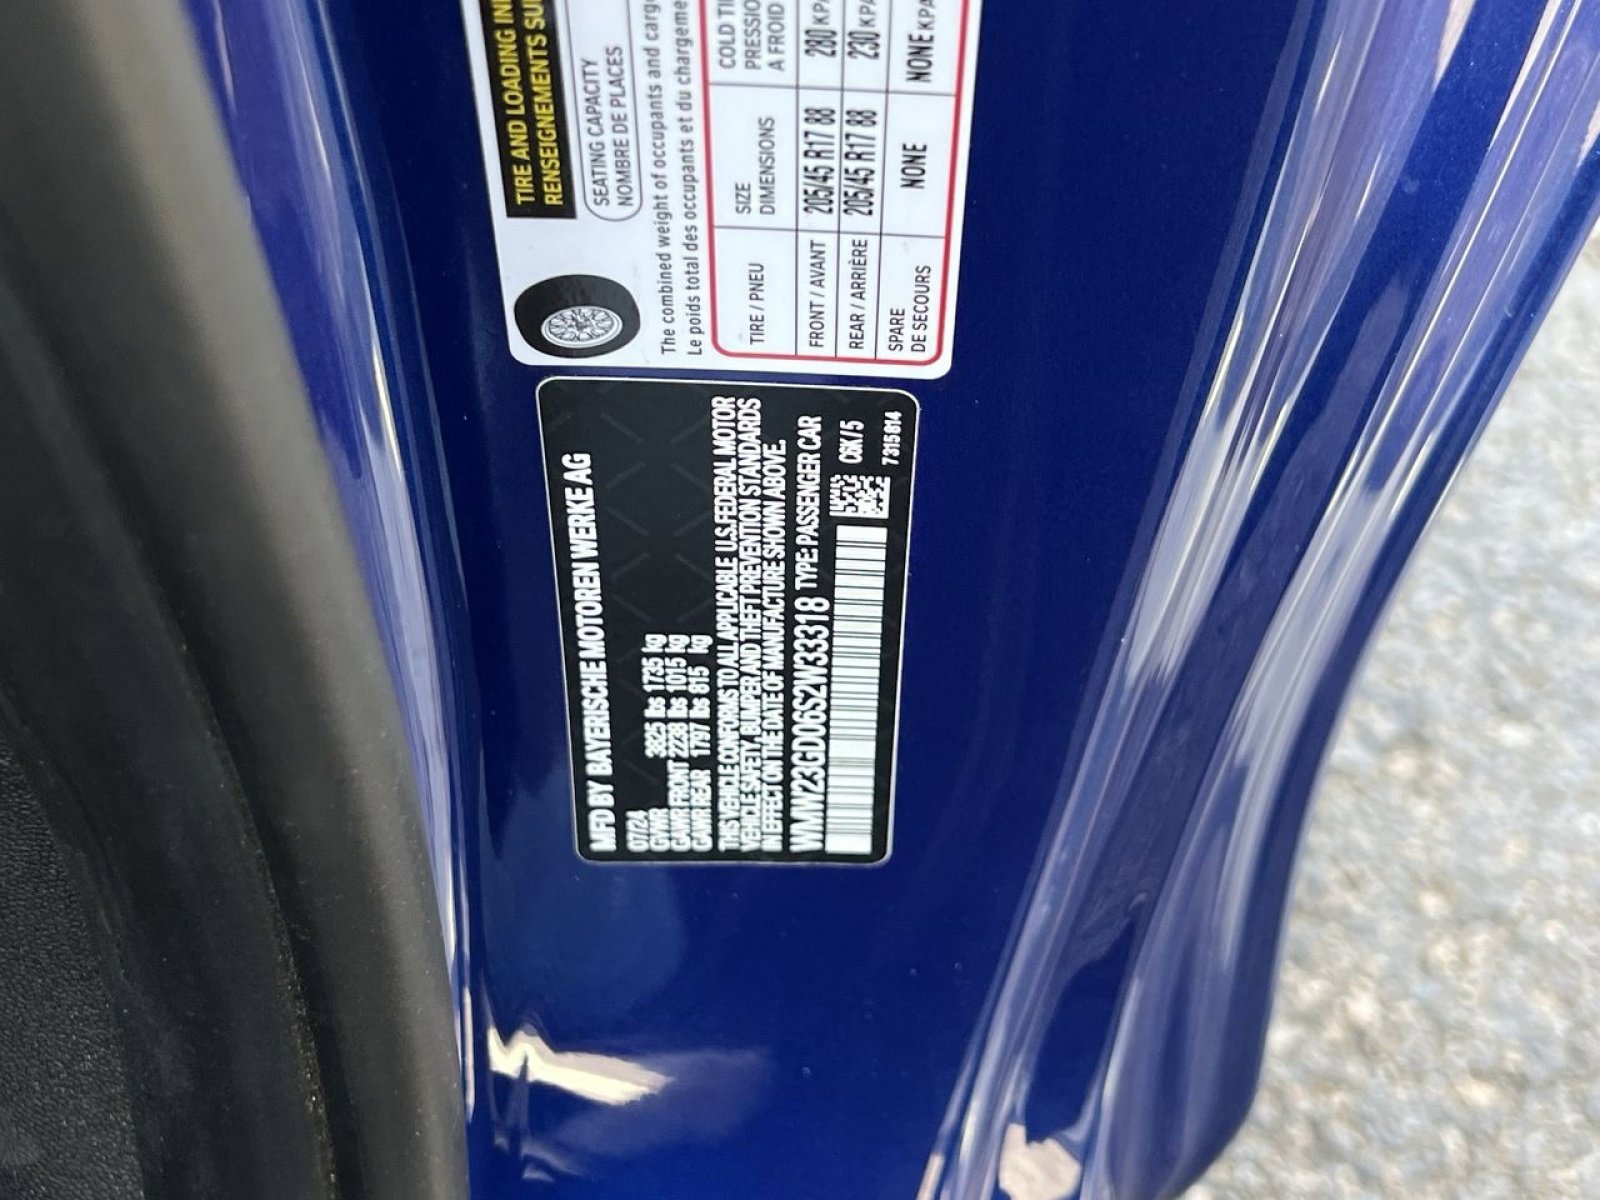 TIRE AND LOADING IN
RENSEIGNEMENTS SU
SEATING CAPACITY
NOMBRE DE PLACES
The combined weight of occupants and cargo
Le poids total des occupants et du chargeme
TIRE / PNEU SIZE DIMENSIONS COLD TI PRESSIO A FROID
FRONT / AVANT 205/45 R17 88 280 KPA
REAR / ARRIÈRE 205/45 R17 88 230 KPA
SPARE DE SECOURS NONE NONE KPA
MFD BY BAYERISCHE MOTOREN WERKE AG
07/24
GVWR 3825 lbs 1735 kg
GAWR FRONT 2238 lbs 1015 kg
GAWR REAR 1797 lbs 815 kg
THIS VEHICLE CONFORMS TO ALL APPLICABLE U.S. FEDERAL MOTOR
VEHICLE SAFETY, BUMPER AND THEFT PREVENTION STANDARDS
IN EFFECT ON THE DATE OF MANUFACTURE SHOWN ABOVE.
WMW23GD06S2W33318 TYPE: PASSENGER CAR
C6K/5
7315814